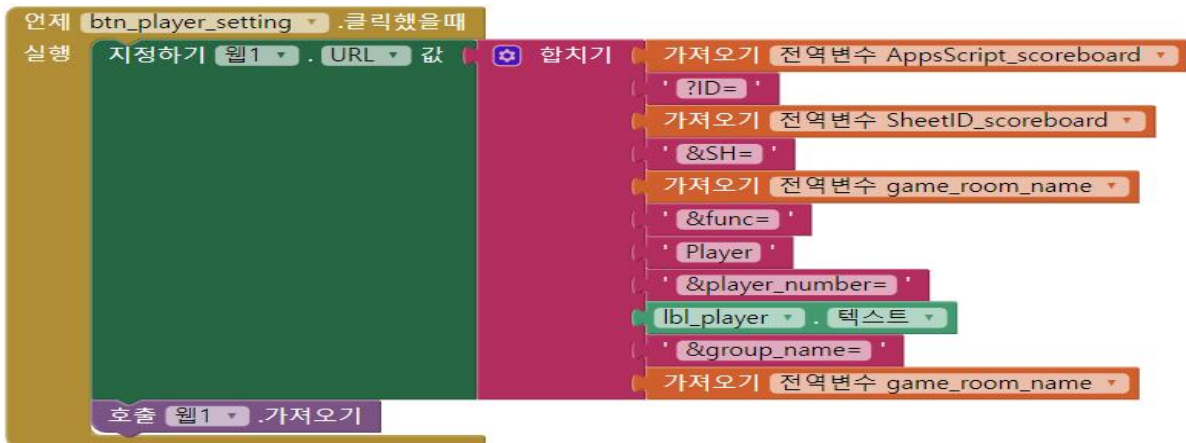 언제 btn_player_setting .클릭했을때
실행 지정하기 웹1 . URL 값 합치기 가져오기 전역변수 AppsScript_scoreboard
' ?ID= '
가져오기 전역변수 SheetID_scoreboard
' &SH= '
가져오기 전역변수 game_room_name
' &func= '
' Player '
' &player_number= '
lbl_player . 텍스트
' &group_name= '
가져오기 전역변수 game_room_name
호출 웹1 .가져오기